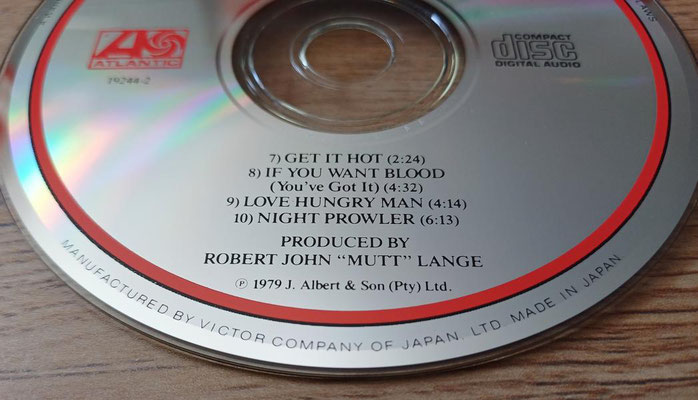 ATLANTIC
19244-2
COMPACT
disc
DIGITAL AUDIO
7) GET IT HOT (2:24)
8) IF YOU WANT BLOOD
(You've Got It) (4:32)
9) LOVE HUNGRY MAN (4:14)
10) NIGHT PROWLER (6:13)
PRODUCED BY
ROBERT JOHN “MUTT” LANGE
Ⓟ 1979 J. Albert & Son (Pty) Ltd.
MANUFACTURED BY VICTOR COMPANY OF JAPAN, LTD. MADE IN JAPAN.